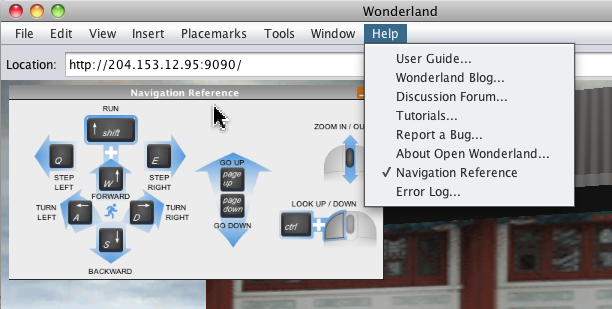 Wonderland
File Edit View Insert Placemarks Tools Window Help
Location: http://204.153.12.95:9090/
User Guide...
Wonderland Blog...
Discussion Forum...
Tutorials...
Report a Bug...
About Open Wonderland...
✓ Navigation Reference
Error Log...
Navigation Reference
RUN
shift
Q
E
STEP
LEFT
STEP
RIGHT
W
FORWARD
TURN
LEFT
A
D
TURN
RIGHT
S
BACKWARD
GO UP
page
up
page
down
GO DOWN
ZOOM IN / OU
LOOK UP / DOWN
ctrl